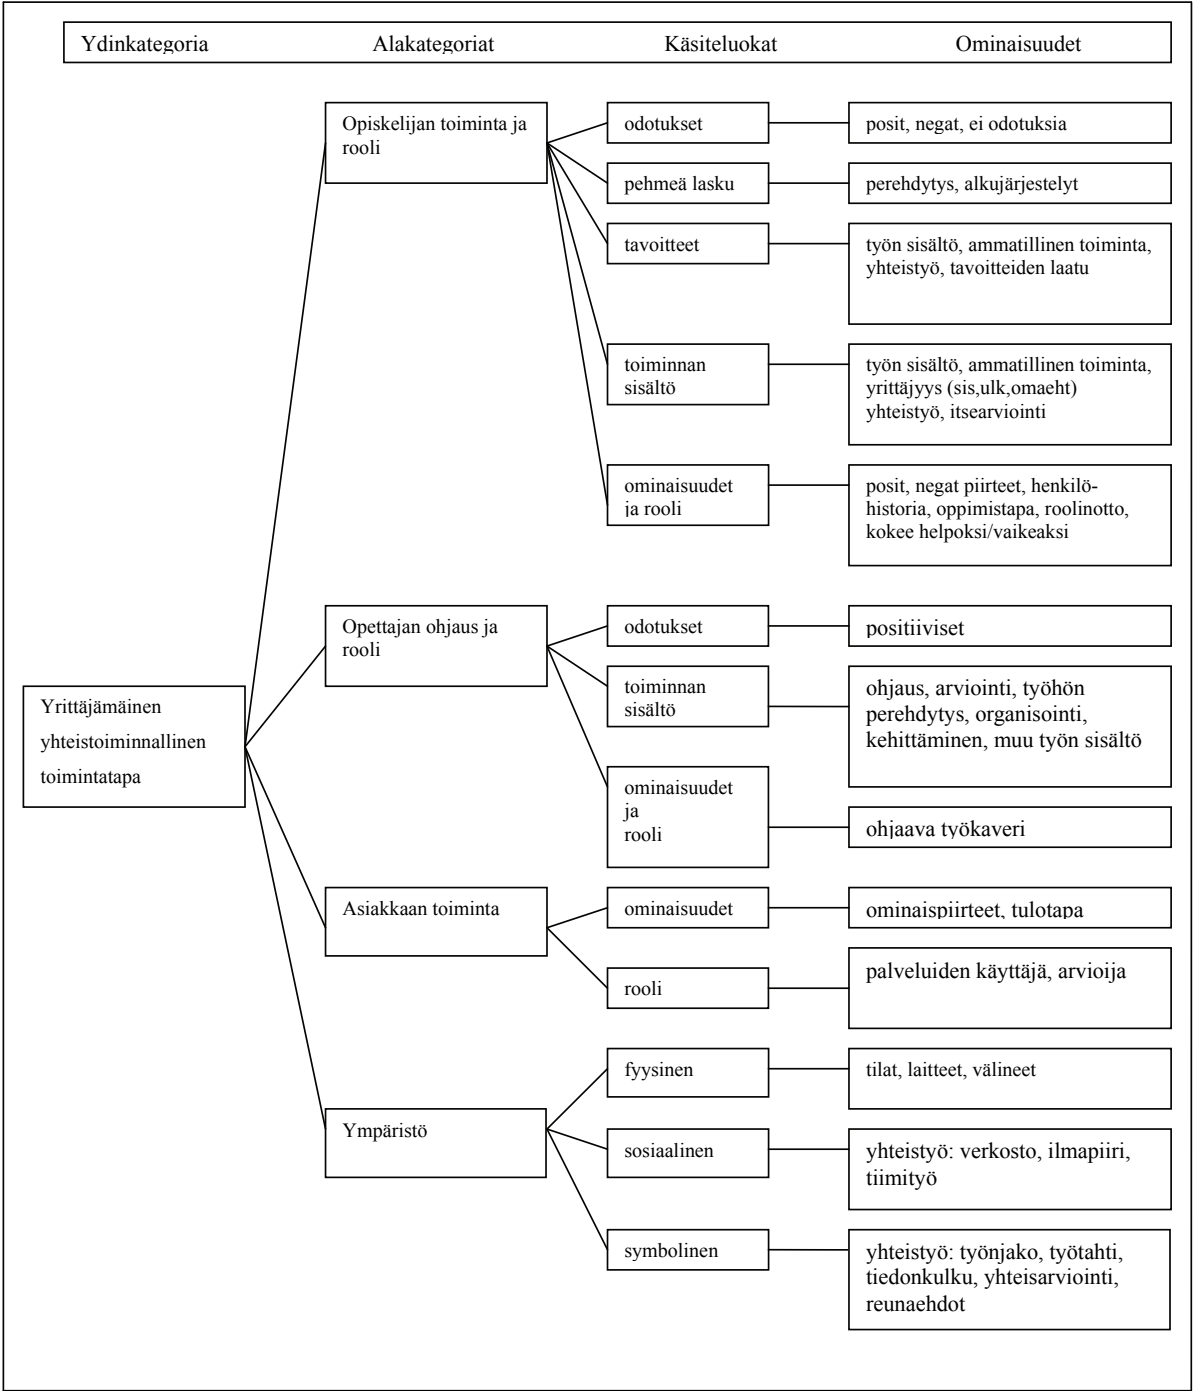 Ydinkategoria Alakategoriat Käsiteluokat Ominaisuudet
Opiskelijan toiminta ja
rooli
odotukset
posit, negat, ei odotuksia
pehmeä lasku
perehdytys, alkujärjestelyt
tavoitteet
työn sisältö, ammatillinen toiminta,
yhteistyö, tavoitteiden laatu
toiminnan
sisältö
työn sisältö, ammatillinen toiminta,
yrittäjyys (sis,ulk,omaeht)
yhteistyö, itsearviointi
ominaisuudet
ja rooli
posit, negat piirteet, henkilö-
historia, oppimistapa, roolinotto,
kokee helpoksi/vaikeaksi
Yrittäjämäinen
yhteistoiminnallinen
toimintatapa
Opettajan ohjaus ja
rooli
odotukset
positiiviset
toiminnan
sisältö
ohjaus, arviointi, työhön
perehdytys, organisointi,
kehittäminen, muu työn sisältö
ominaisuudet
ja
rooli
ohjaava työkaveri
Asiakkaan toiminta
ominaisuudet
ominaispiirteet, tulotapa
rooli
palveluiden käyttäjä, arvioija
Ympäristö
fyysinen
tilat, laitteet, välineet
sosiaalinen
yhteistyö: verkosto, ilmapiiri,
tiimityö
symbolinen
yhteistyö: työnjako, työtahti,
tiedonkulku, yhteisarviointi,
reunaehdot